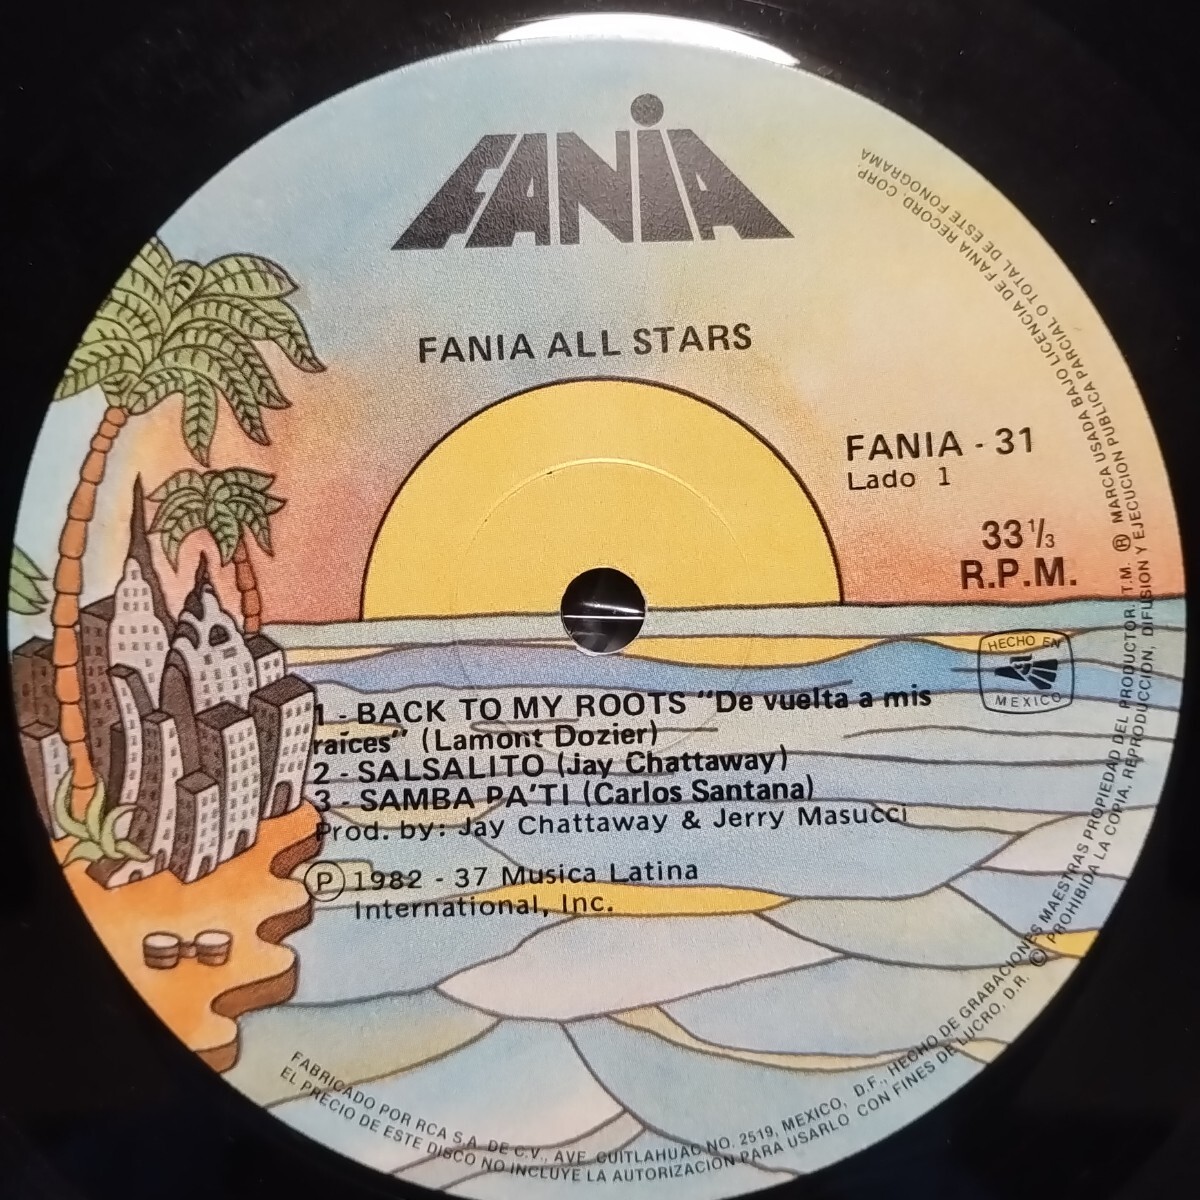 FANIA
FANIA ALL STARS
FANIA - 31
Lado 1
33 1/3
R.P.M.
HECHO EN
MEXICO
1 - BACK TO MY ROOTS "De vuelta a mis
raíces" (Lamont Dozier)
2 - SALSALITO (Jay Chattaway)
3 - SAMBA PA'TI (Carlos Santana)
Prod. by: Jay Chattaway & Jerry Masucci
Ⓟ 1982 - 37 Musica Latina
International, Inc.
FABRICADO POR RCA S.A. DE C.V., AVE. CUITLAHUAC NO. 2519, MEXICO, D.F., HECHO DE GRABACIONES MAESTRAS PROPIEDAD DEL PRODUCTOR. T.M. Ⓡ MARCA USADA BAJO LICENCIA DE FANIA RECORD. CORP.
EL PRECIO DE ESTE DISCO NO INCLUYE LA AUTORIZACION PARA USARLO CON FINES DE LUCRO. D.R. © PROHIBIDA LA COPIA, REPRODUCCION, DIFUSION Y EJECUCION PUBLICA PARCIAL O TOTAL DE ESTE FONOGRAMA